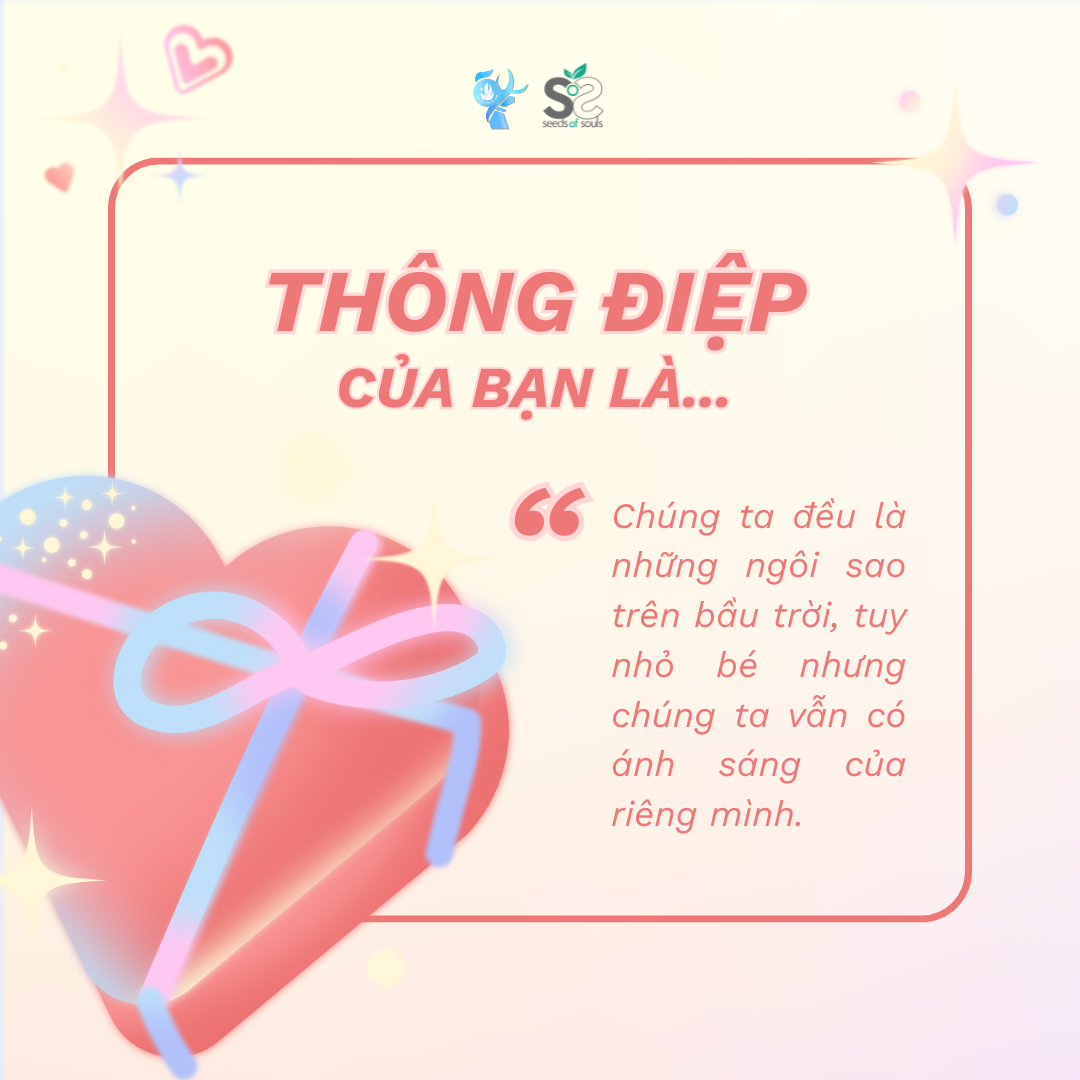 SOS
seeds of souls
THÔNG ĐIỆP
CỦA BẠN LÀ...
“ Chúng ta đều là
những ngôi sao
trên bầu trời, tuy
nhỏ bé nhưng
chúng ta vẫn có
ánh sáng của
riêng mình.